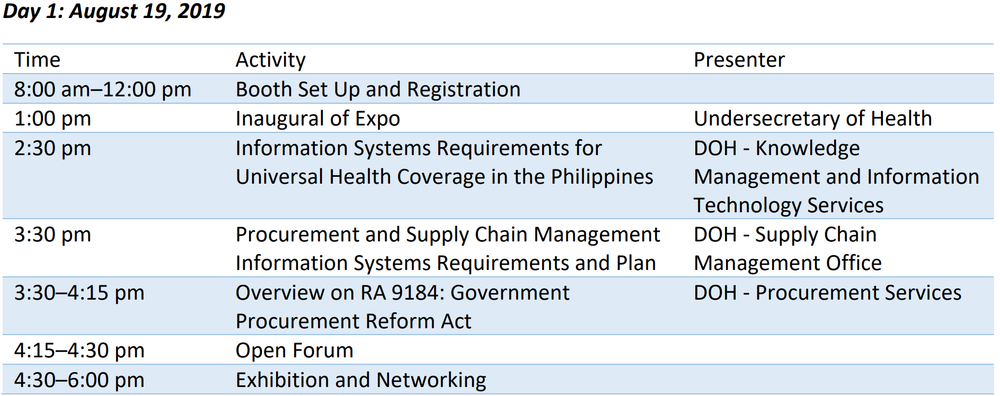 Day 1: August 19, 2019
Time Activity Presenter
8:00 am–12:00 pm Booth Set Up and Registration
1:00 pm Inaugural of Expo Undersecretary of Health
2:30 pm Information Systems Requirements for DOH - Knowledge
Universal Health Coverage in the Philippines Management and Information
Technology Services
3:30 pm Procurement and Supply Chain Management DOH - Supply Chain
Information Systems Requirements and Plan Management Office
3:30–4:15 pm Overview on RA 9184: Government DOH - Procurement Services
Procurement Reform Act
4:15–4:30 pm Open Forum
4:30–6:00 pm Exhibition and Networking